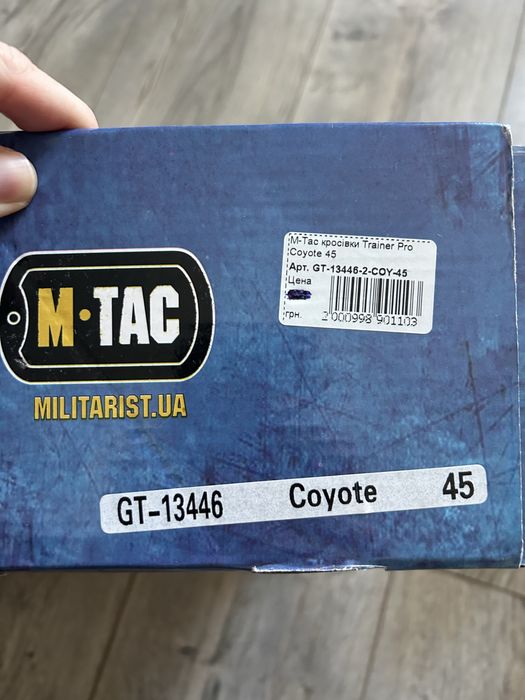 M-Tac кросівки Trainer Pro
Coyote 45
Арт. GT-13446-2-COY-45
Цена
грн.
2 000998 901103
M·TAC
MILITARIST.UA
GT-13446 Coyote 45